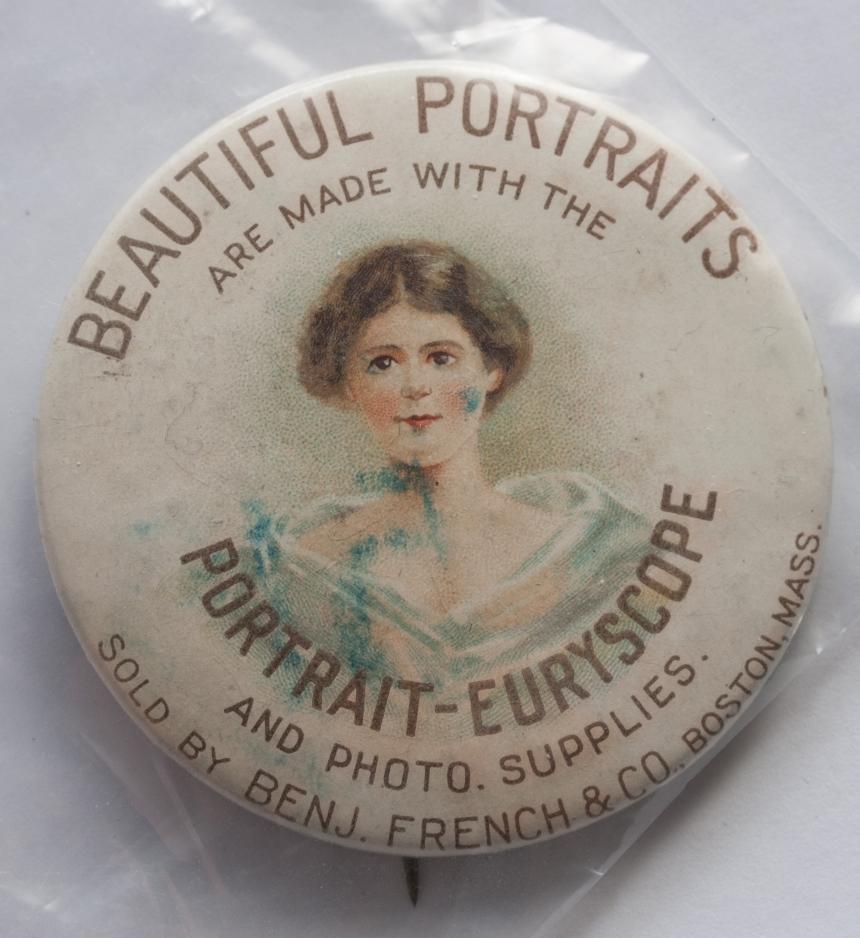 BEAUTIFUL PORTRAITS
ARE MADE WITH THE
PORTRAIT-EURYSCOPE
AND PHOTO. SUPPLIES.
SOLD BY BENJ. FRENCH & CO., BOSTON, MASS.